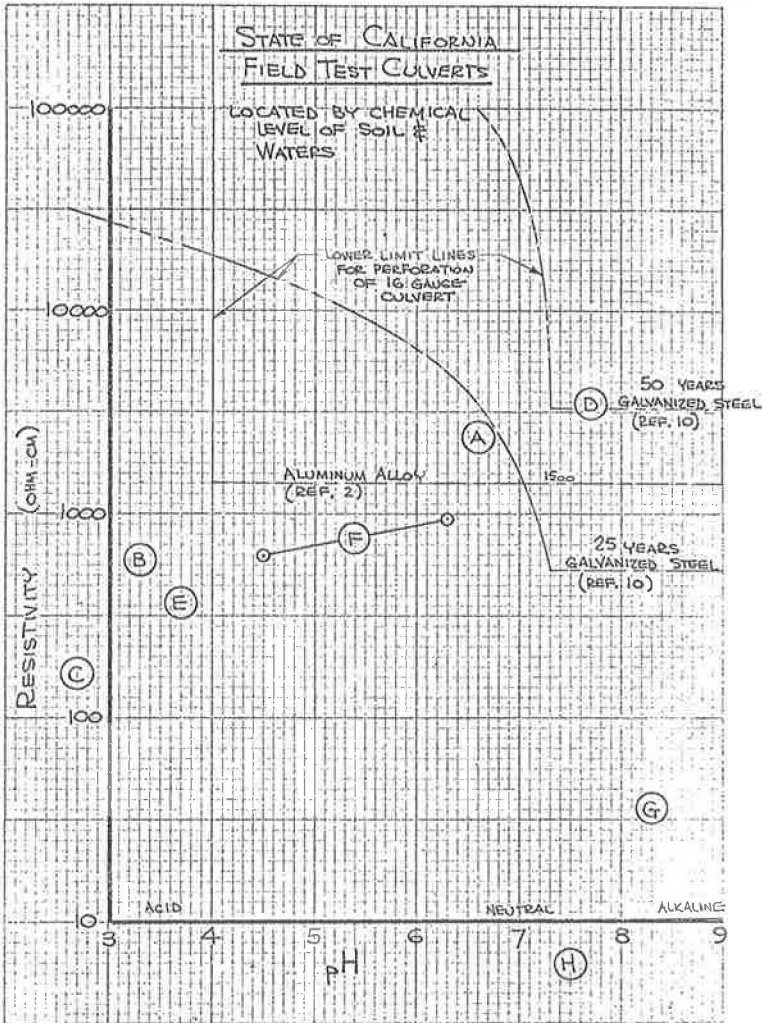 STATE OF CALIFORNIA
FIELD TEST CULVERTS
LOCATED BY CHEMICAL
LEVEL OF SOIL &
WATERS
100000
LOWER LIMIT LINES
FOR PERFORATION
OF 16 GAUGE
CULVERT
10000
50 YEARS
GALVANIZED STEEL
(REF. 10)
D
A
RESISTIVITY (OHM-CM)
ALUMINUM ALLOY
(REF. 2)
1500
1000
F
B
25 YEARS
GALVANIZED STEEL
(REF. 10)
E
C
100
G
ACID
NEUTRAL
ALKALINE
10
3 4 5 6 7 8 9
pH
H